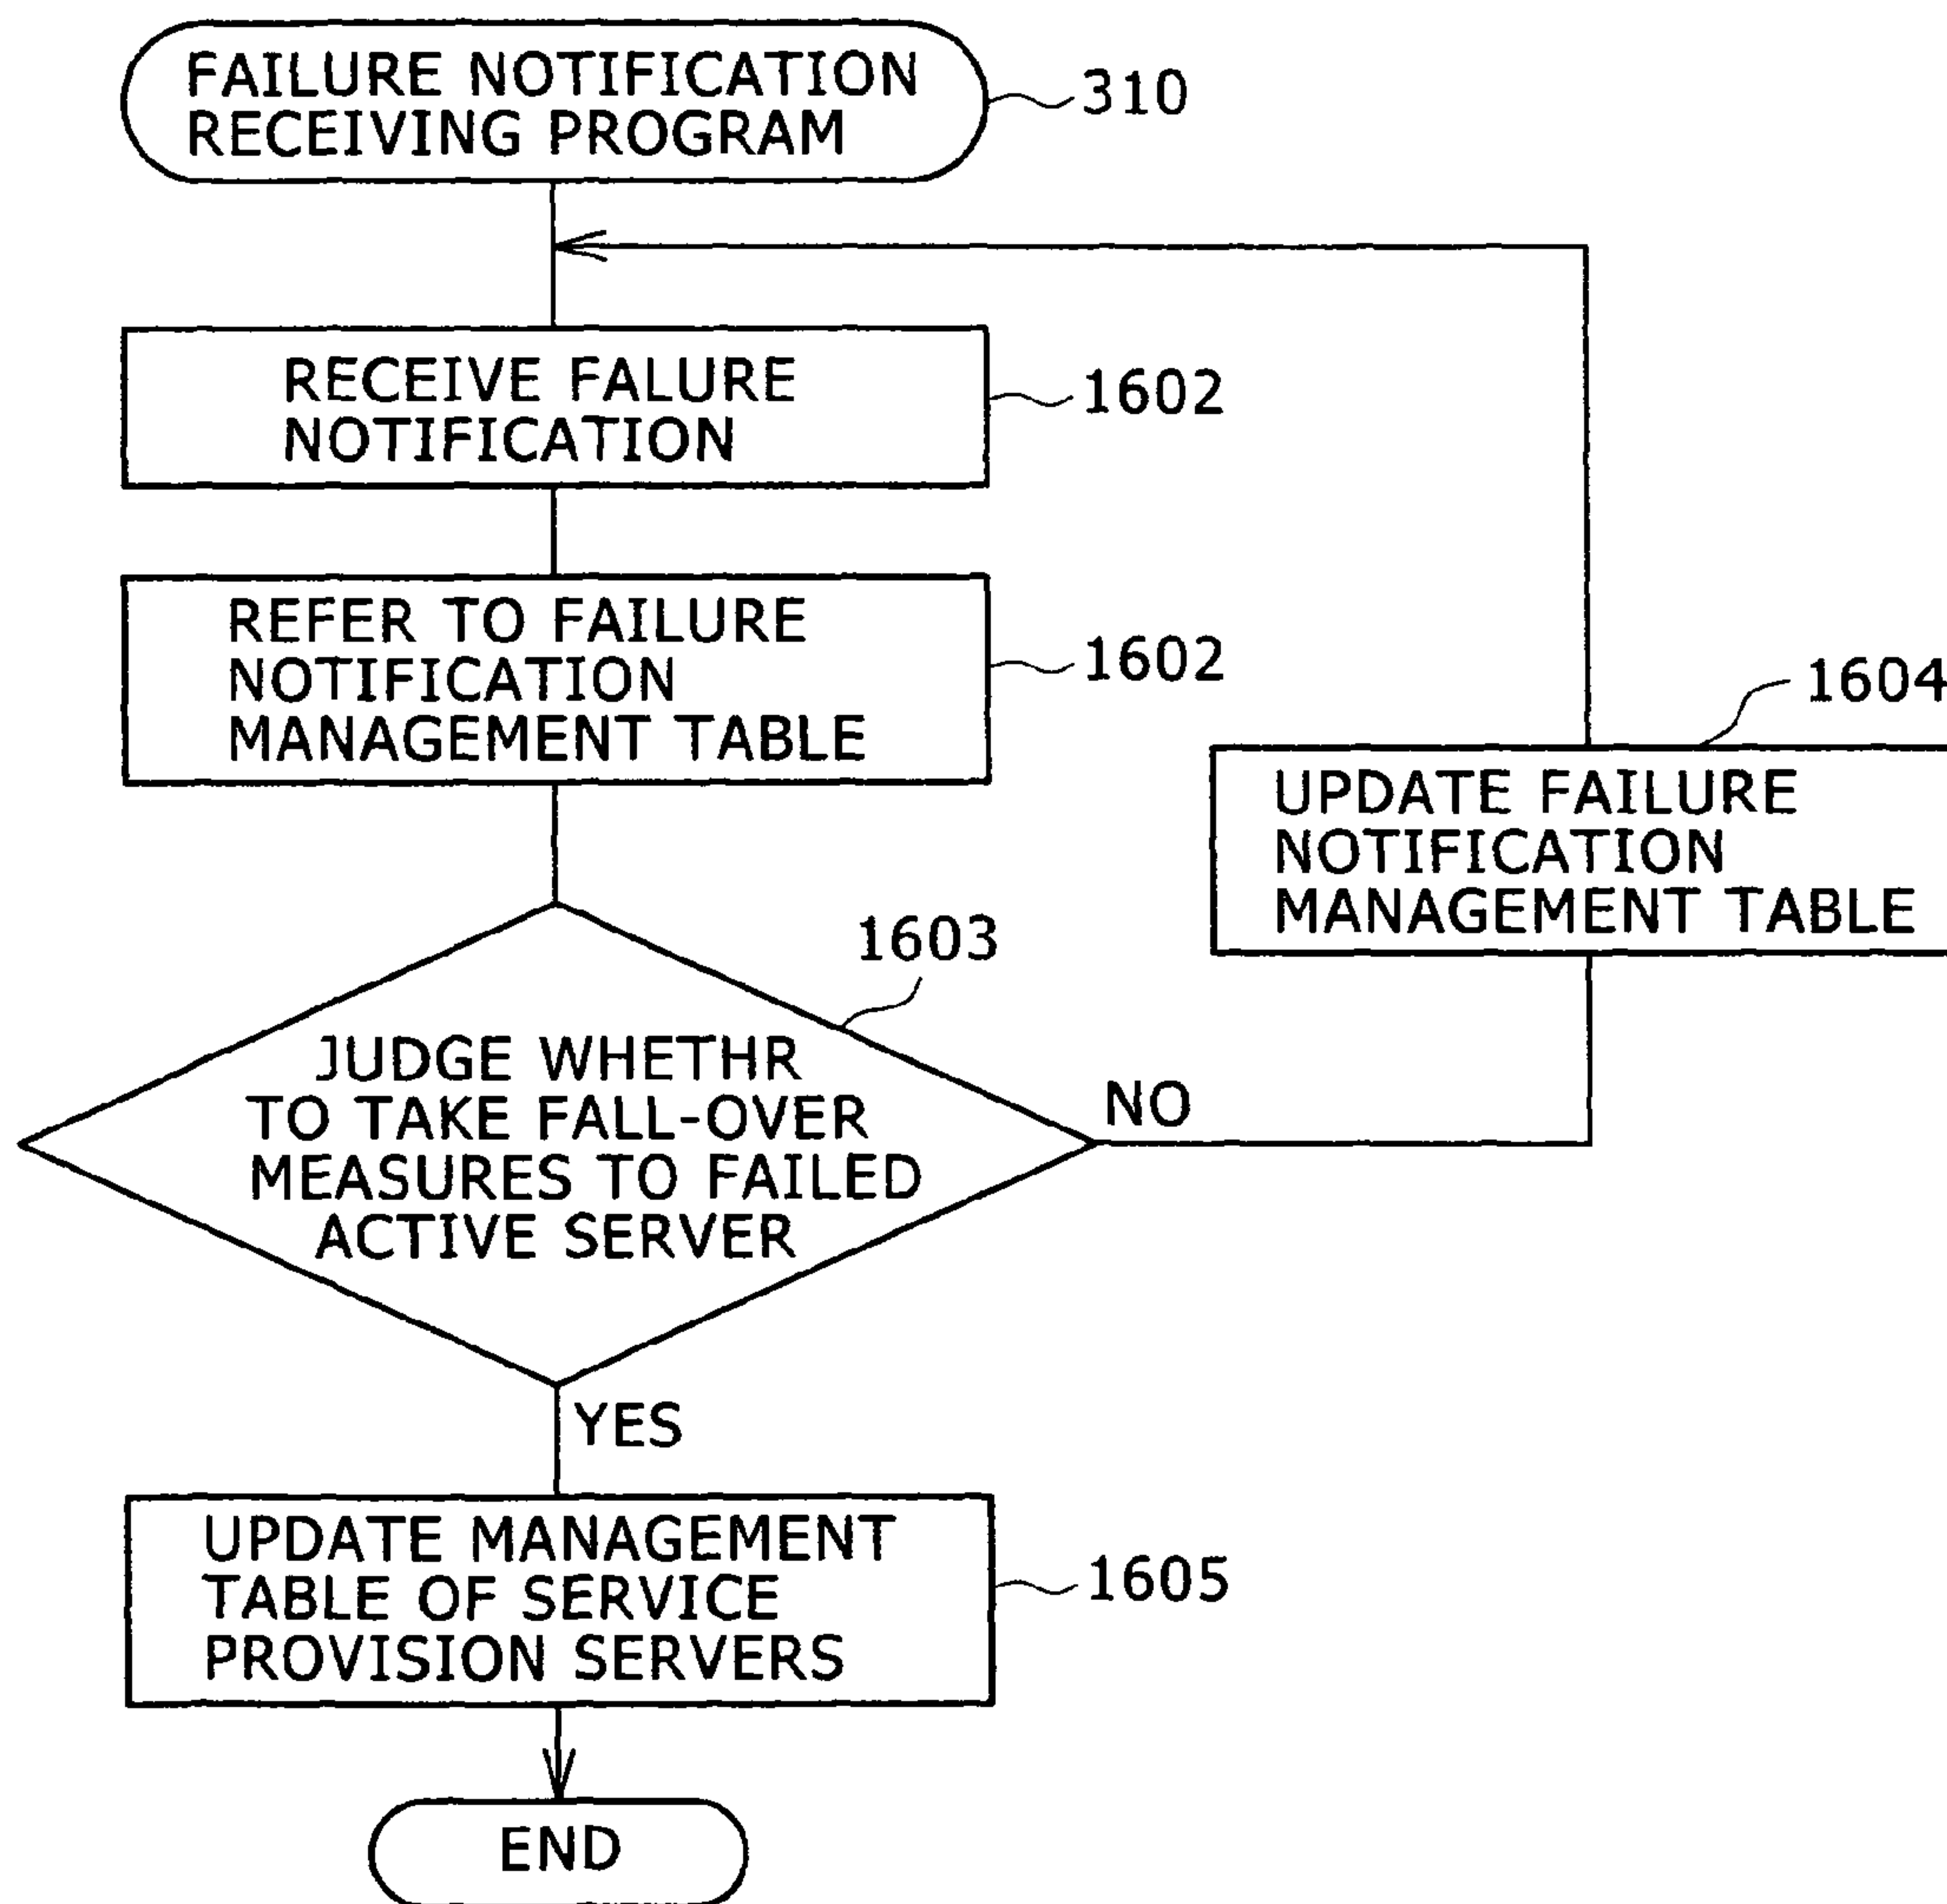 FAILURE NOTIFICATION
RECEIVING PROGRAM
310
RECEIVE FALURE
NOTIFICATION
1602
REFER TO FAILURE
NOTIFICATION
MANAGEMENT TABLE
1602
1604
UPDATE FAILURE
NOTIFICATION
MANAGEMENT TABLE
1603
JUDGE WHETHR
TO TAKE FALL-OVER
MEASURES TO FAILED
ACTIVE SERVER
NO
YES
UPDATE MANAGEMENT
TABLE OF SERVICE
PROVISION SERVERS
1605
END